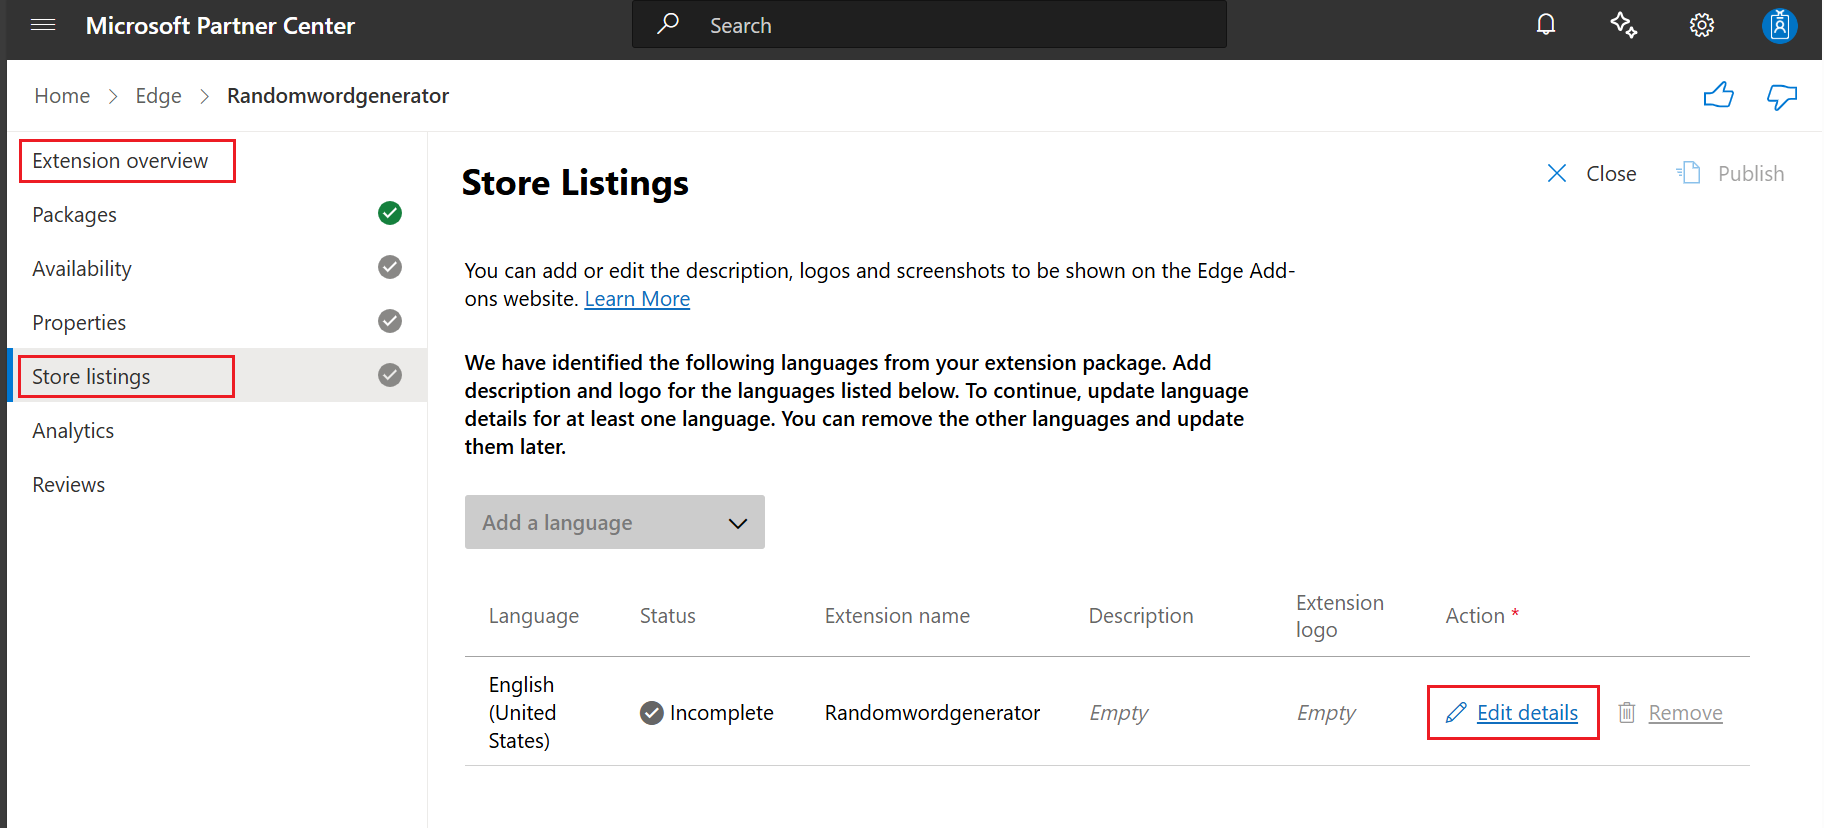 Microsoft Partner Center
Search
Home > Edge > Randomwordgenerator
Extension overview
Packages
Availability
Properties
Store listings
Analytics
Reviews
Store Listings
Close
Publish
You can add or edit the description, logos and screenshots to be shown on the Edge Add-
ons website. Learn More
We have identified the following languages from your extension package. Add
description and logo for the languages listed below. To continue, update language
details for at least one language. You can remove the other languages and update
them later.
Add a language
Language Status Extension name Description Extension
logo Action *
English
(United
States)
Incomplete Randomwordgenerator Empty Empty Edit details Remove